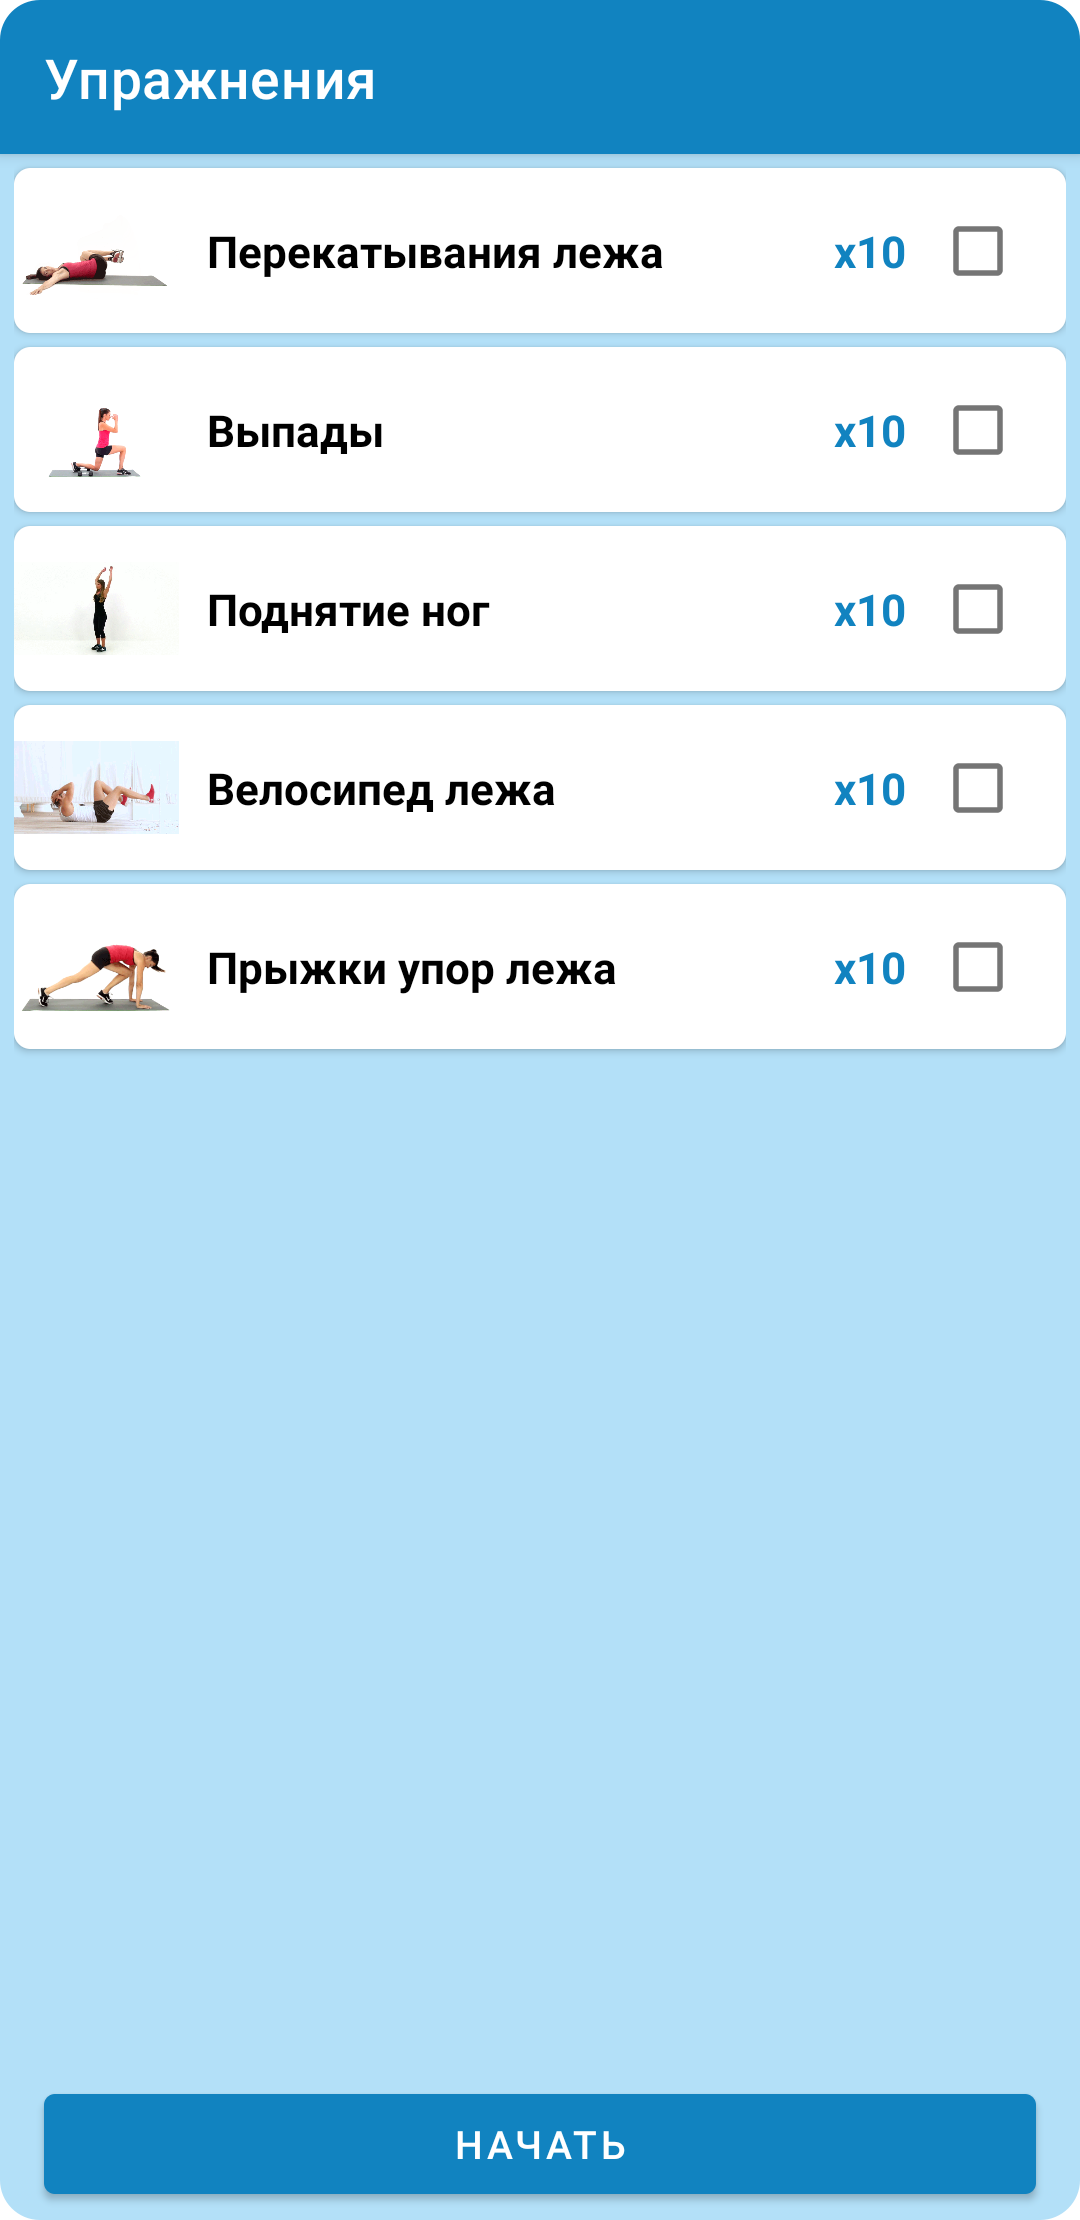 Упражнения
Перекатывания лежа x10
Выпады x10
Поднятие ног x10
Велосипед лежа x10
Прыжки упор лежа x10
НАЧАТЬ